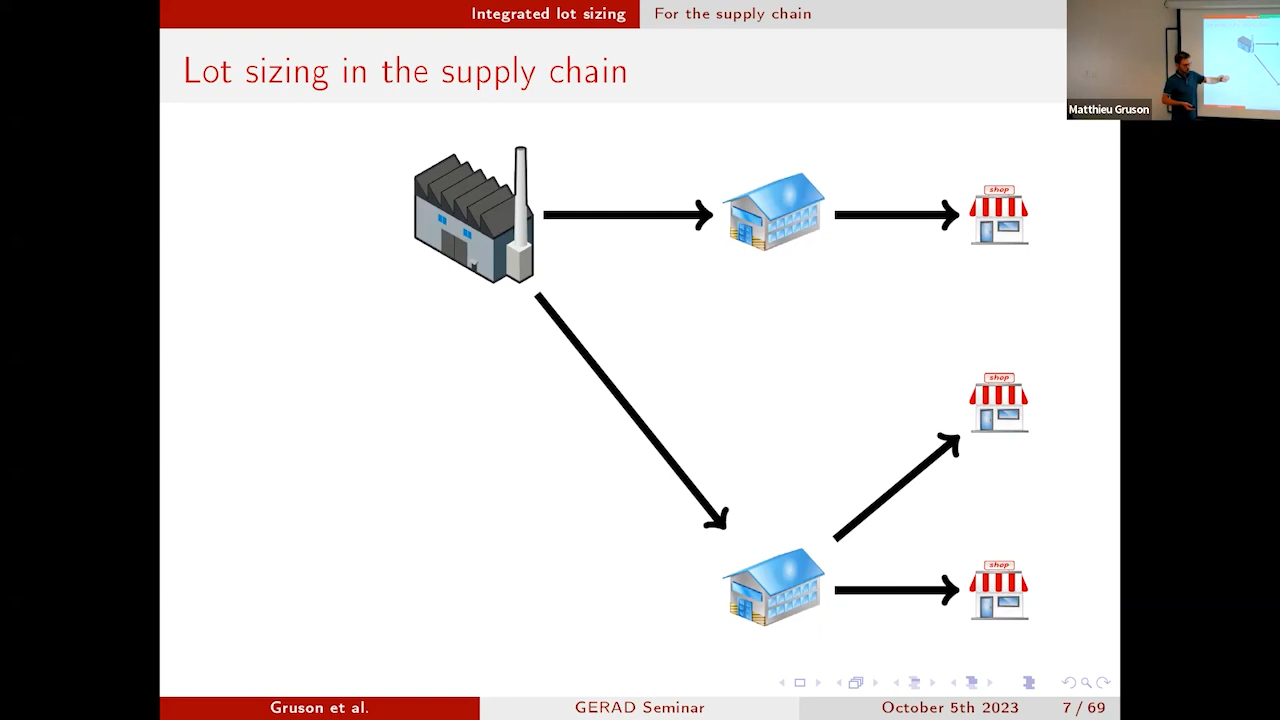 Integrated lot sizing
For the supply chain
Lot sizing in the supply chain
Matthieu Gruson
shop
shop
shop
Gruson et al.
GERAD Seminar
October 5th 2023
7 / 69